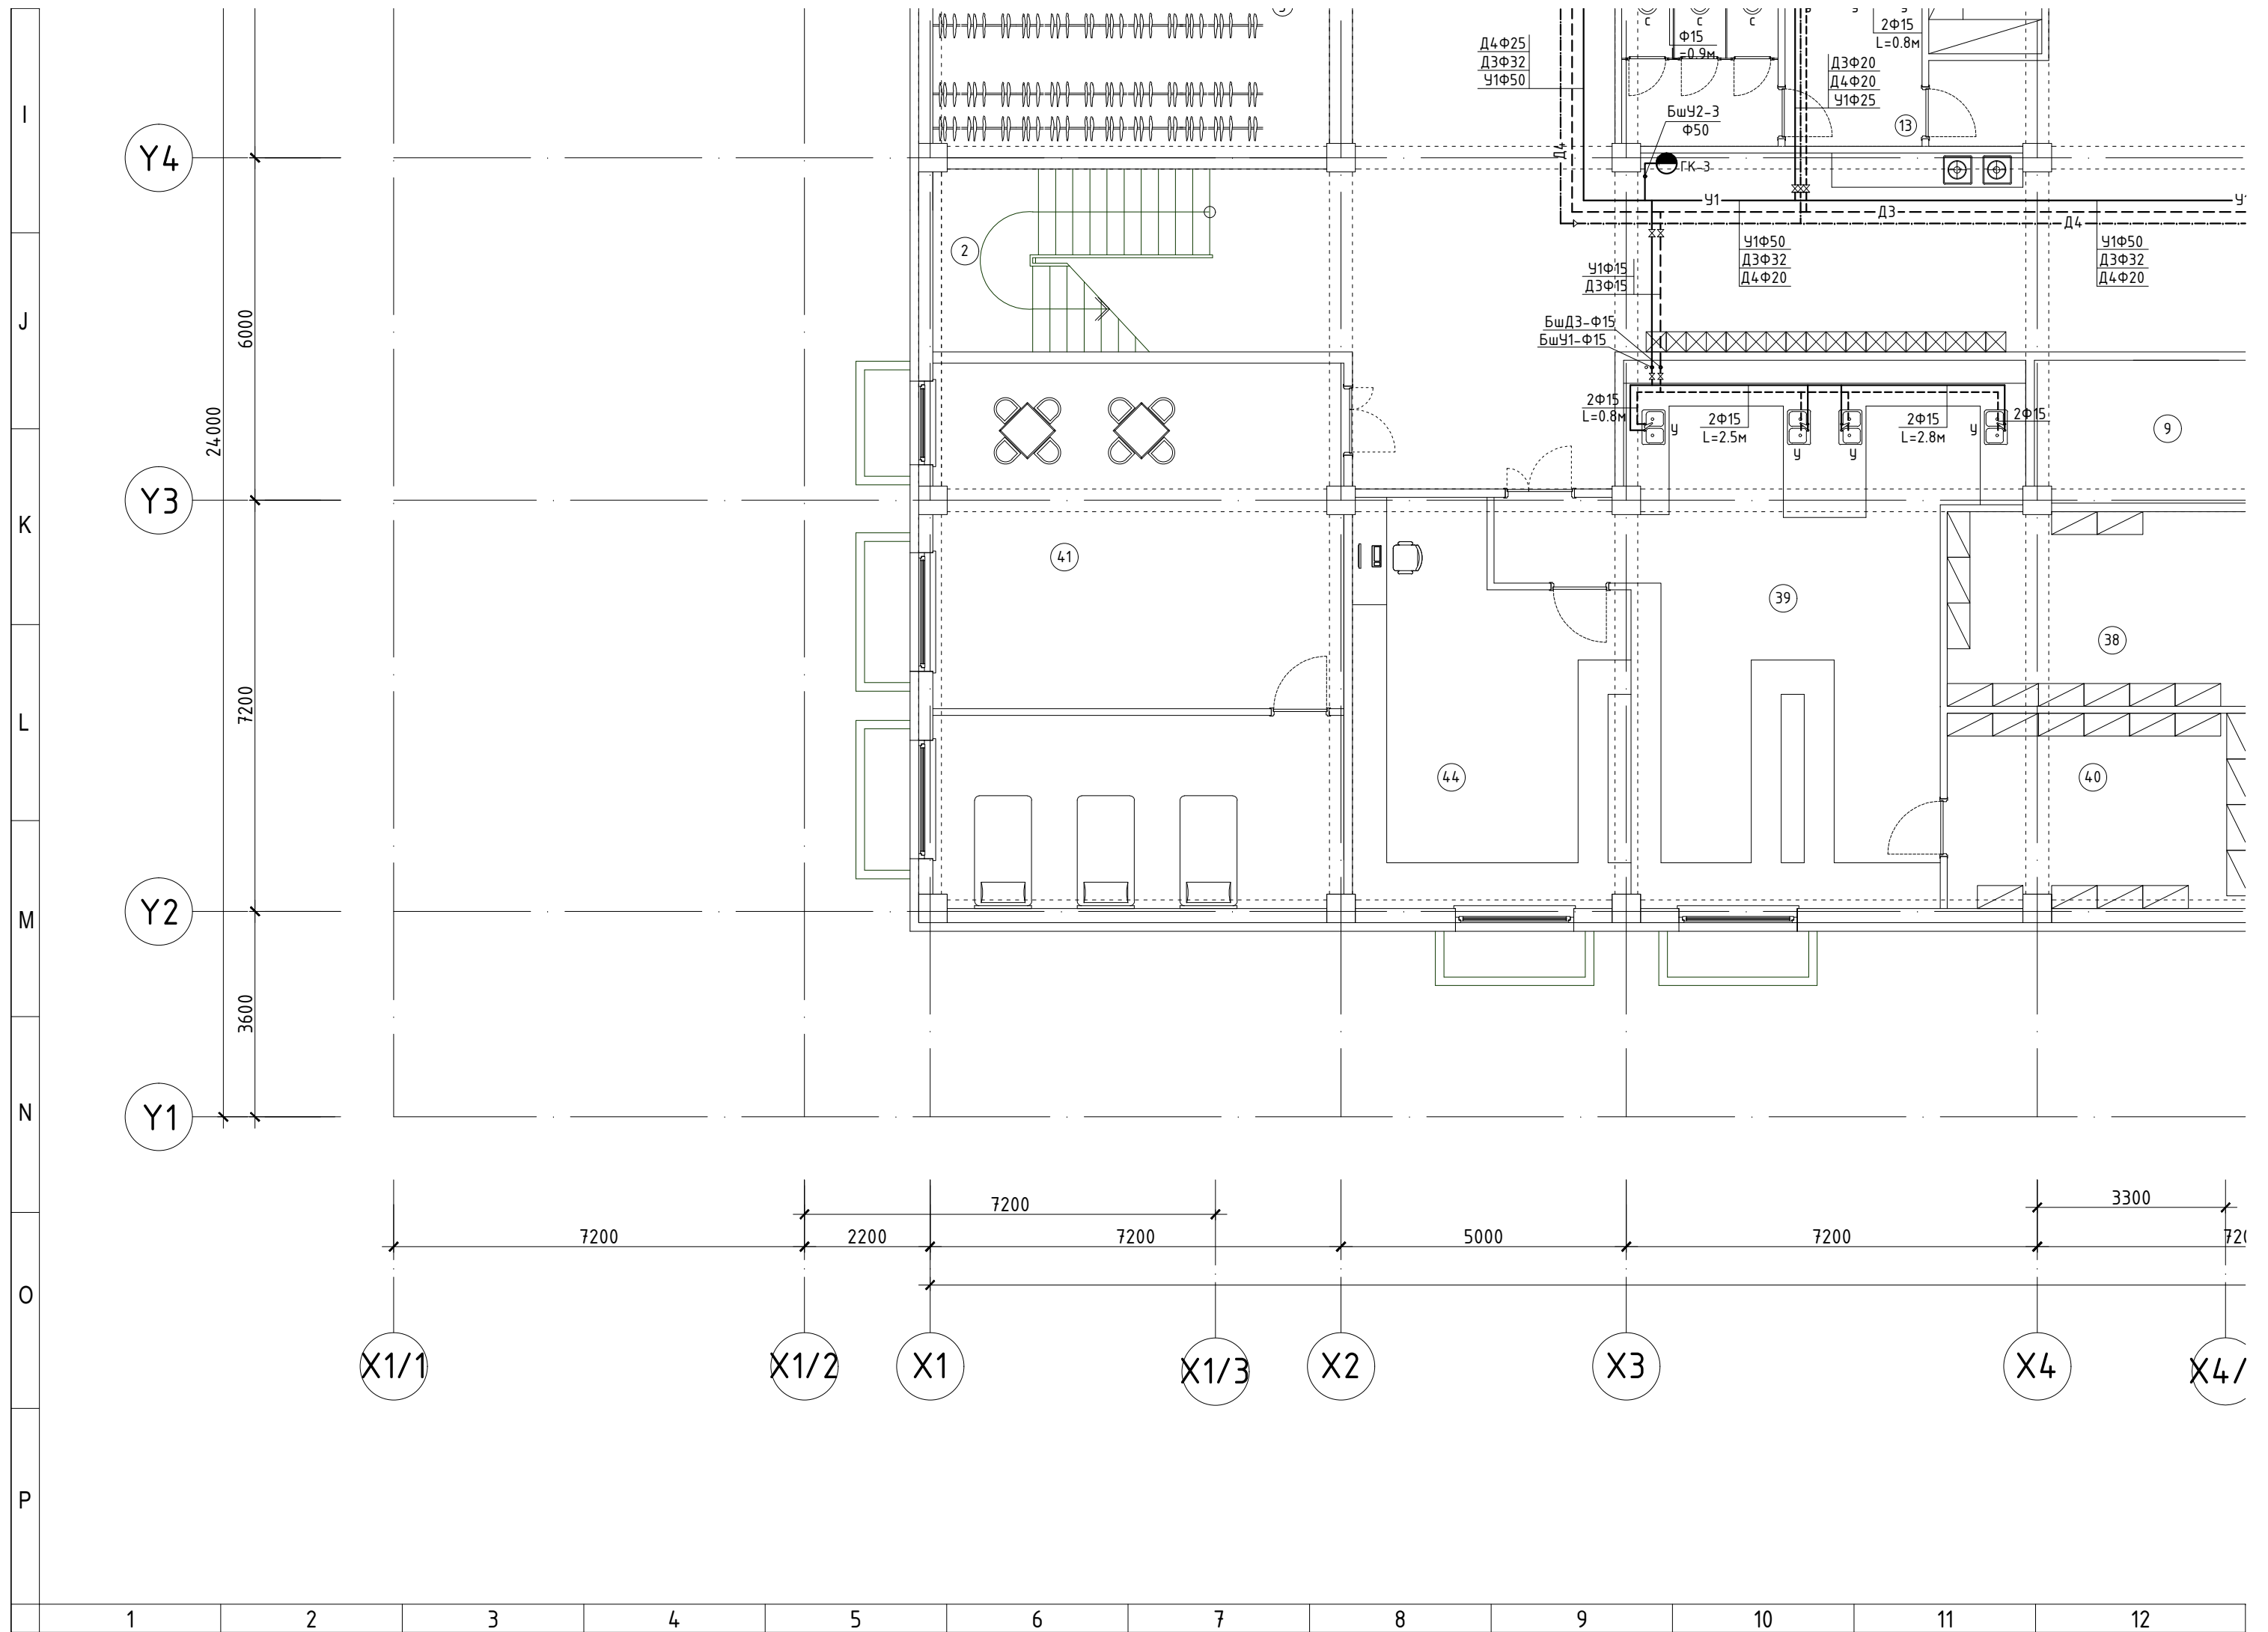 Д4Ф25
Д3Ф32
У1Ф50
С
С
С
Ф15
=0.9м
2Ф15
L=0.8м
Д3Ф20
Д4Ф20
У1Ф25
БшУ2-3
Ф50
13
I
Y4
Д4
ГК-3
У1
Д3
Д4
2
У1Ф50
Д3Ф32
Д4Ф20
У1Ф50
Д3Ф32
Д4Ф20
У1Ф15
Д3Ф15
J
6000
БшД3-Ф15
БшУ1-Ф15
24000
2Ф15
L=0.8м
У
2Ф15
L=2.5м
У
У
2Ф15
L=2.8м
У
2Ф15
9
Y3
K
41
39
38
7200
L
44
40
Y2
M
3600
N
Y1
7200
3300
7200
2200
7200
5000
7200
O
X1/1
X1/2
X1
X1/3
X2
X3
X4
X4/
P
1
2
3
4
5
6
7
8
9
10
11
12